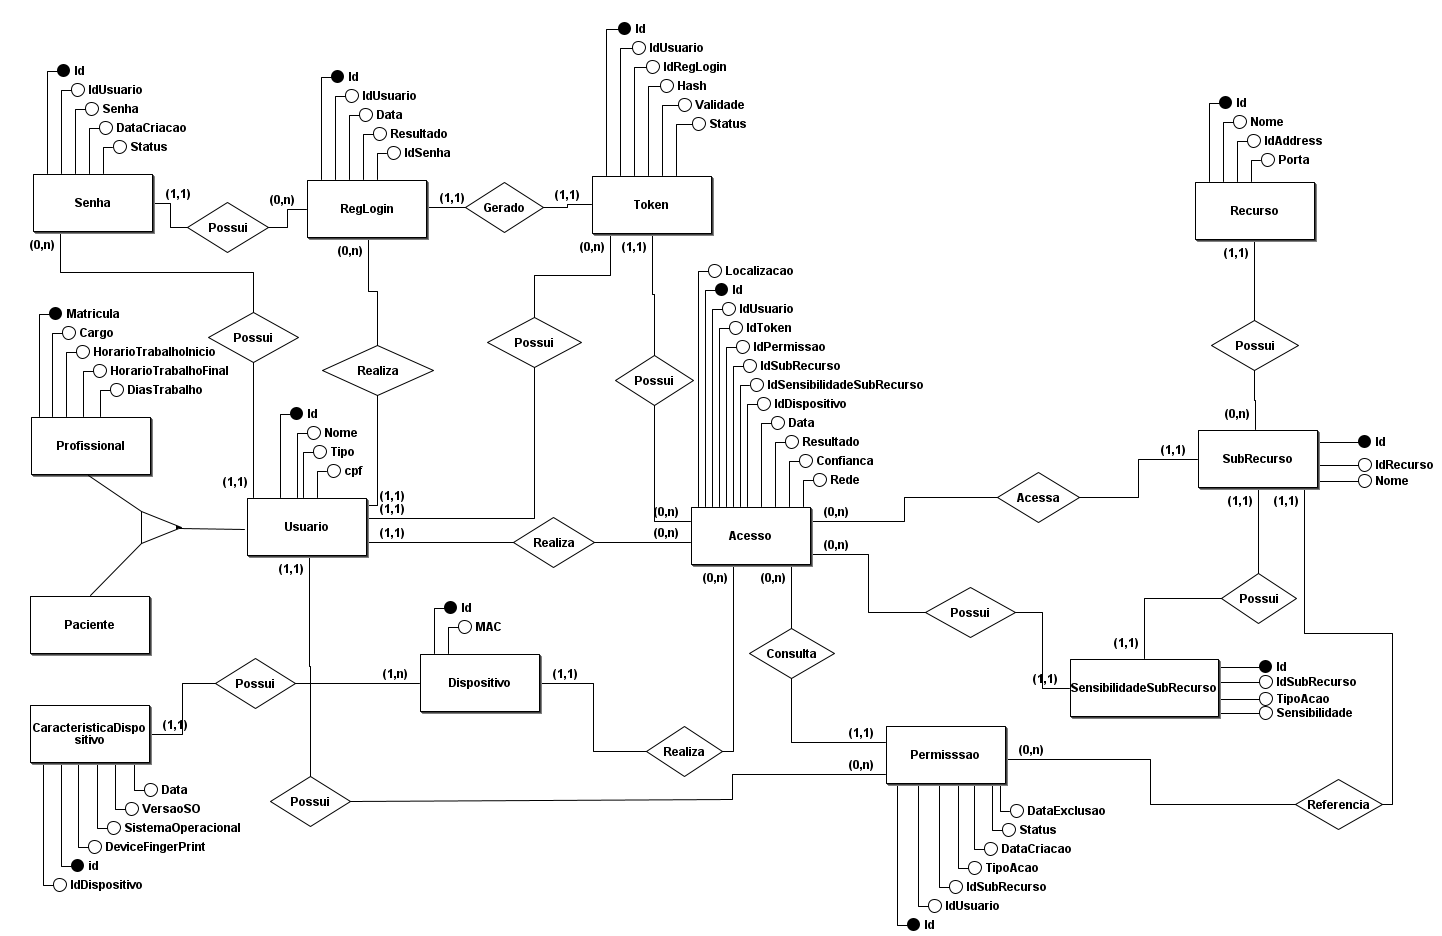 Id
IdUsuario
IdRegLogin
Hash
Validade
Status
Id
IdUsuario
Senha
DataCriacao
Status
Id
IdUsuario
Data
Resultado
IdSenha
Id
Nome
IdAddress
Porta
Senha
(1,1)
Possui
(0,n)
RegLogin
(1,1)
Gerado
(1,1)
Token
Recurso
(0,n)
(0,n)
(0,n)
(1,1)
(1,1)
Localizacao
Id
IdUsuario
IdToken
IdPermissao
IdSubRecurso
IdSensibilidadeSubRecurso
IdDispositivo
Data
Resultado
Confianca
Rede
Matricula
Cargo
HorarioTrabalhoInicio
HorarioTrabalhoFinal
DiasTrabalho
Possui
Realiza
Possui
Possui
Possui
(0,n)
Profissional
Id
Nome
Tipo
cpf
SubRecurso
Id
IdRecurso
Nome
(1,1)
(1,1)
(1,1)
(1,1)
Usuario
(1,1)
Realiza
(0,n)
(0,n)
Acesso
(0,n)
Acessa
(1,1)
(0,n)
(1,1)
(1,1)
(1,1)
(0,n)
(0,n)
Paciente
Id
MAC
Possui
Possui
Consulta
(1,1)
Possui
(1,n)
Dispositivo
(1,1)
(1,1)
SensibilidadeSubRecurso
Id
IdSubRecurso
TipoAcao
Sensibilidade
CaracteristicaDispo
sitivo
(1,1)
Realiza
(1,1)
(0,n)
Permisssao
(0,n)
Possui
Referencia
Data
VersaoSO
SistemaOperacional
DeviceFingerPrint
id
IdDispositivo
DataExclusao
Status
DataCriacao
TipoAcao
IdSubRecurso
IdUsuario
Id